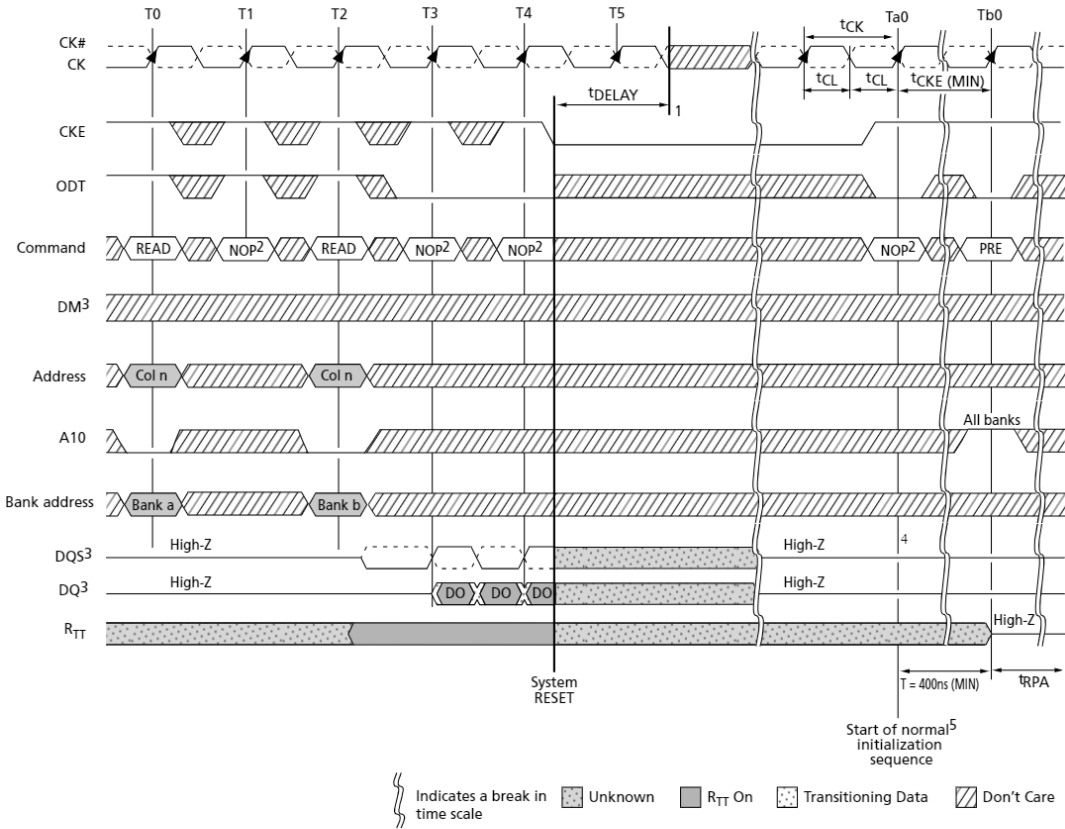 T0 T1 T2 T3 T4 T5 Ta0 Tb0
CK#
CK
tCK
tCL tCL tCKE (MIN)
tDELAY
1
CKE
ODT
Command READ NOP2 READ NOP2 NOP2 NOP2 PRE
DM3
Address Col n Col n
A10 All banks
Bank address Bank a Bank b
DQS3 High-Z High-Z 4
DQ3 High-Z DO DO DO High-Z
RTT High-Z
System
RESET
T = 400ns (MIN) tRPA
Start of normal5
initialization
sequence
Indicates a break in
time scale
Unknown RTT On Transitioning Data Don't Care